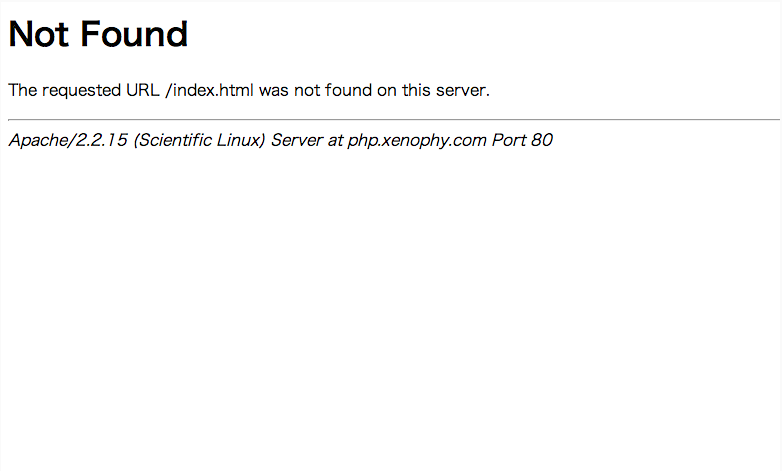 Not Found
The requested URL /index.html was not found on this server.
Apache/2.2.15 (Scientific Linux) Server at php.xenophy.com Port 80